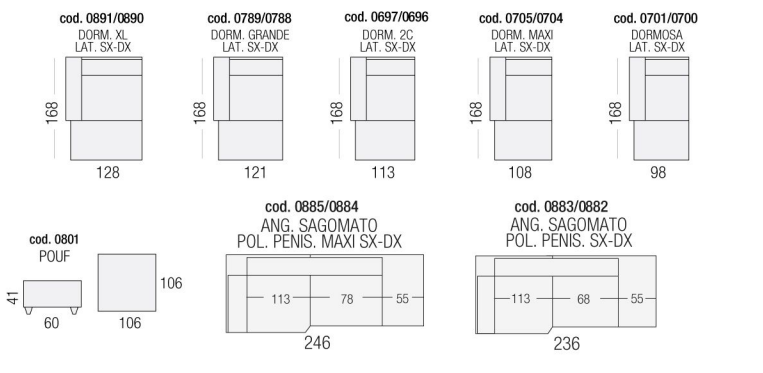 cod. 0891/0890
DORM. XL
LAT. SX-DX
168
128
cod. 0789/0788
DORM. GRANDE
LAT. SX-DX
168
121
cod. 0697/0696
DORM. 2C
LAT. SX-DX
168
113
cod. 0705/0704
DORM. MAXI
LAT. SX-DX
168
108
cod. 0701/0700
DORMOSA
LAT. SX-DX
168
98
cod. 0801
POUF
41
60
106
106
cod. 0885/0884
ANG. SAGOMATO
POL. PENIS. MAXI SX-DX
113 78 55
246
cod. 0883/0882
ANG. SAGOMATO
POL. PENIS. SX-DX
113 68 55
236